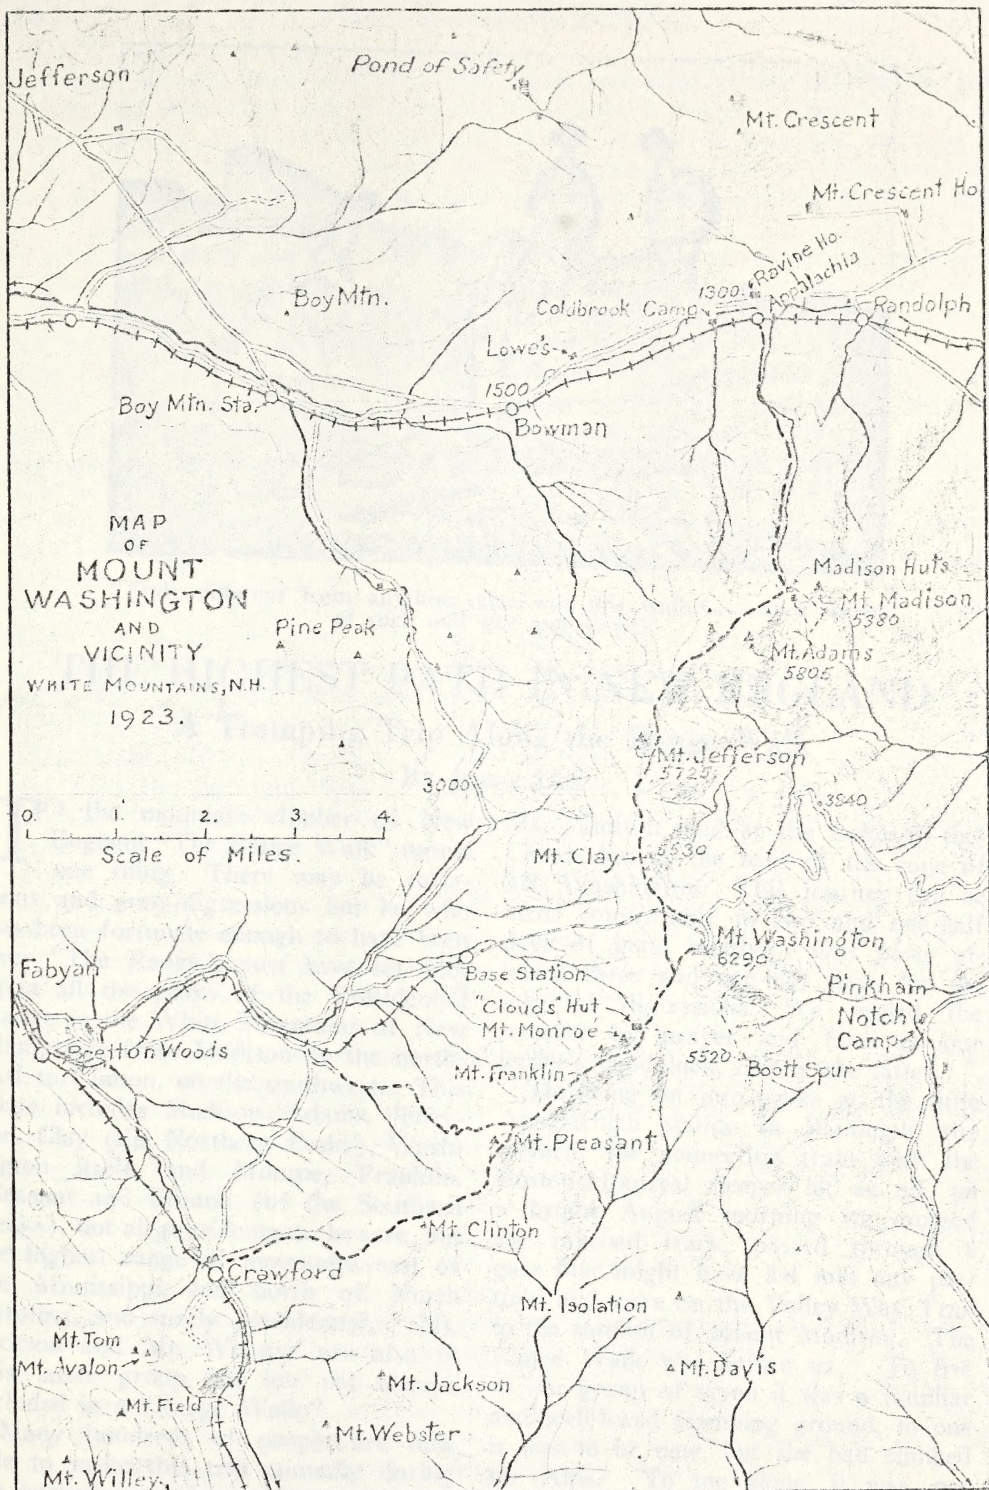 Jefferson
Pond of Safety
Mt. Crescent
Mt. Crescent Ho
Ravine Ho.
Appalachia
1300.
Boy Mtn.
Coldbrook Camp
Randolph
Lowe's
1500
Boy Mtn. Sta.
Bowman
MAP
OF
MOUNT
WASHINGTON
AND
VICINITY
WHITE MOUNTAINS, N.H.
1923.
Madison Huts
Mt. Madison
5380
Pine Peak
Mt. Adams
5805
Mt. Jefferson
5725
3000
3840
0. 1. 2. 3. 4.
Scale of Miles.
Mt. Clay
5530
Mt. Washington
6290
Fabyan
Base Station
Pinkham
Notch
Camp
"Clouds" Hut
Mt. Monroe
Bretton Woods
5520
Boott Spur
Mt. Franklin
Mt. Pleasant
Mt. Clinton
Crawford
Mt. Isolation
Mt. Tom
Mt. Avalon
Mt. Davis
Mt. Jackson
Mt. Field
Mt. Webster
Mt. Willey.